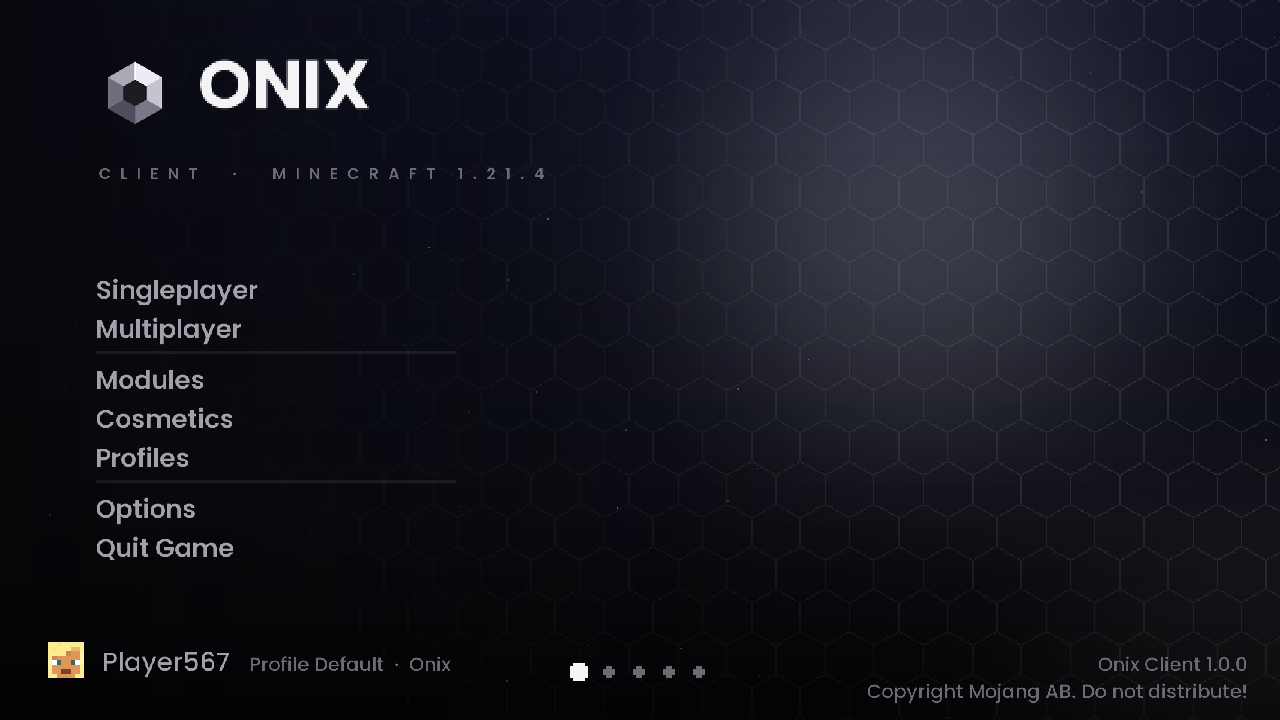 ONIX
CLIENT · MINECRAFT 1.21.4
Singleplayer
Multiplayer
Modules
Cosmetics
Profiles
Options
Quit Game
Player567 Profile Default · Onix
Onix Client 1.0.0
Copyright Mojang AB. Do not distribute!